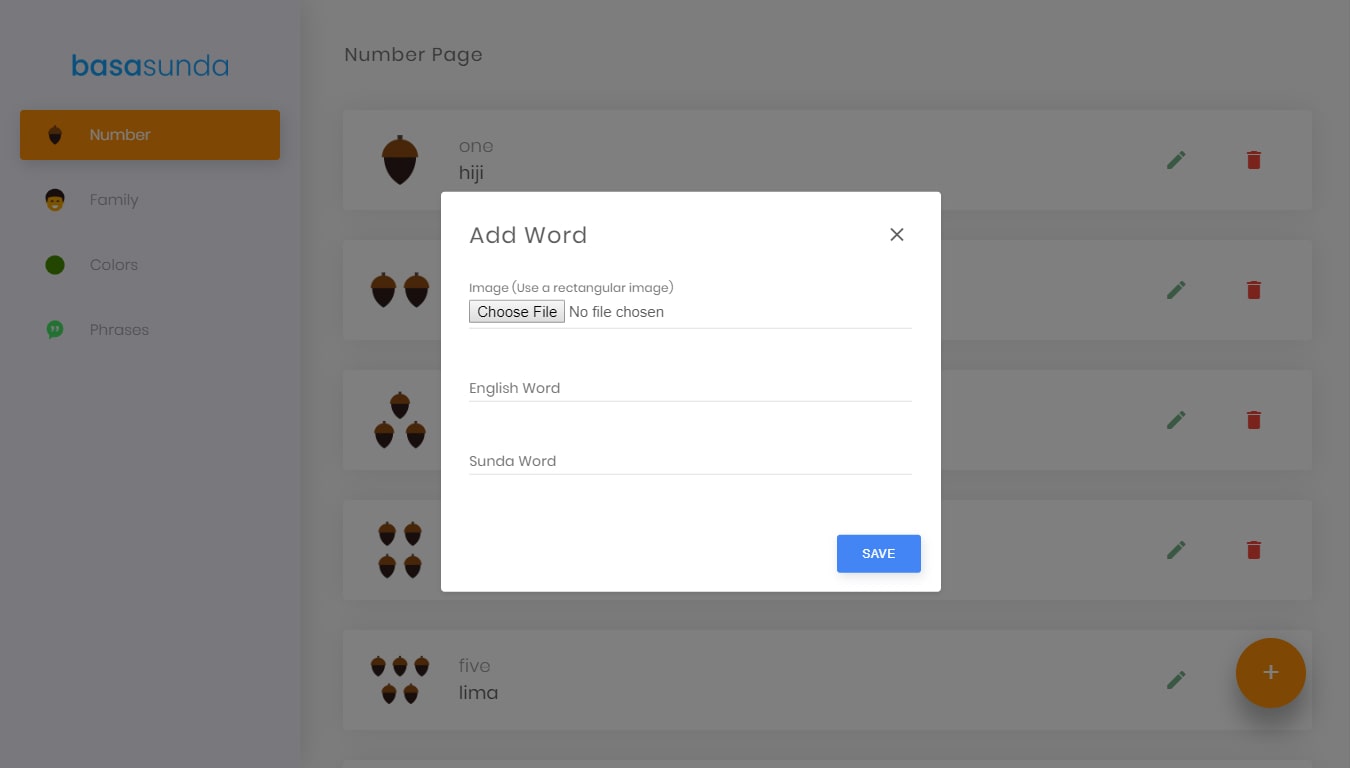 basasunda
Number
Family
Colors
Phrases
Number Page
one
hiji
Add Word
Image (Use a rectangular image)
Choose File No file chosen
English Word
Sunda Word
SAVE
five
lima
+